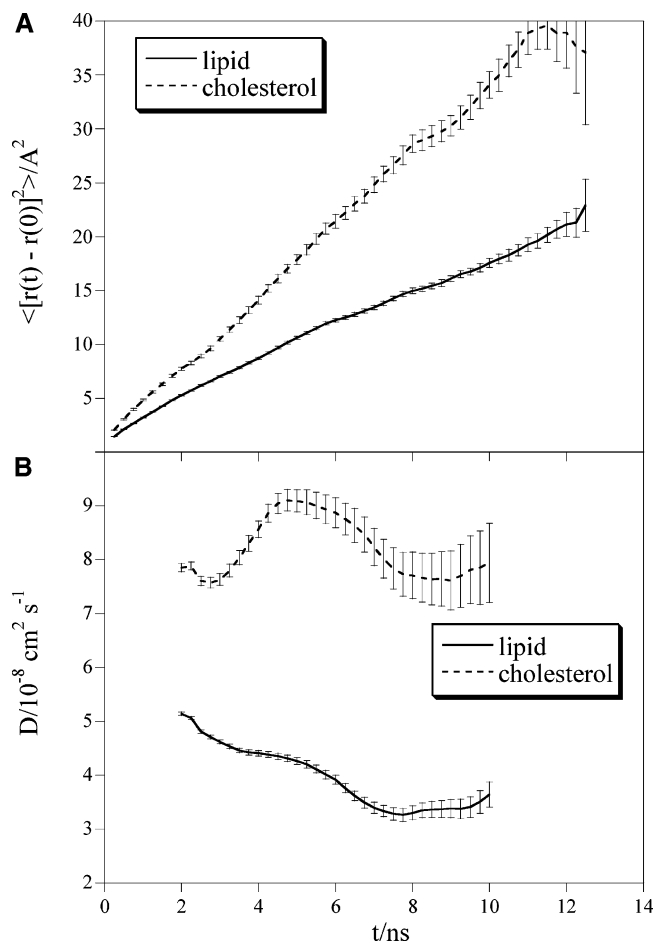 A
40
35
30
25
20
15
10
5
<[r(t) - r(0)]²>/A²
lipid
cholesterol
B
9
8
7
6
5
4
3
2
D/10⁻⁸ cm² s⁻¹
lipid
cholesterol
0 2 4 6 8 10 12 14
t/ns